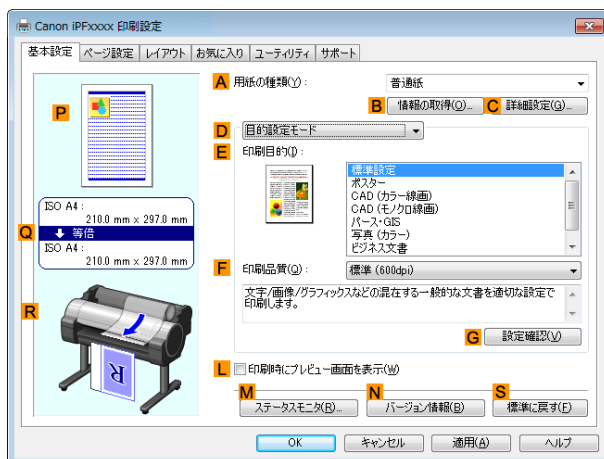 Canon iPFxxxx 印刷設定
基本設定 ページ設定 レイアウト お気に入り ユーティリティ サポート
P
ISO A4 :
210.0 mm x 297.0 mm
Q
等倍
ISO A4 :
210.0 mm x 297.0 mm
R
A 用紙の種類(Y) : 普通紙
B 情報の取得(O)... C 詳細設定(G)...
D 目的設定モード
E 印刷目的(I) :
標準設定
ポスター
CAD (カラー線画)
CAD (モノクロ線画)
パース・GIS
写真 (カラー)
ビジネス文書
F 印刷品質(Q) : 標準 (600dpi)
文字/画像/グラフィックスなどの混在する一般的な文書を適切な設定で
印刷します。
G 設定確認(V)
L 印刷時にプレビュー画面を表示(W)
M N S
ステータスモニタ(R)... バージョン情報(B) 標準に戻す(F)
OK キャンセル 適用(A) ヘルプ